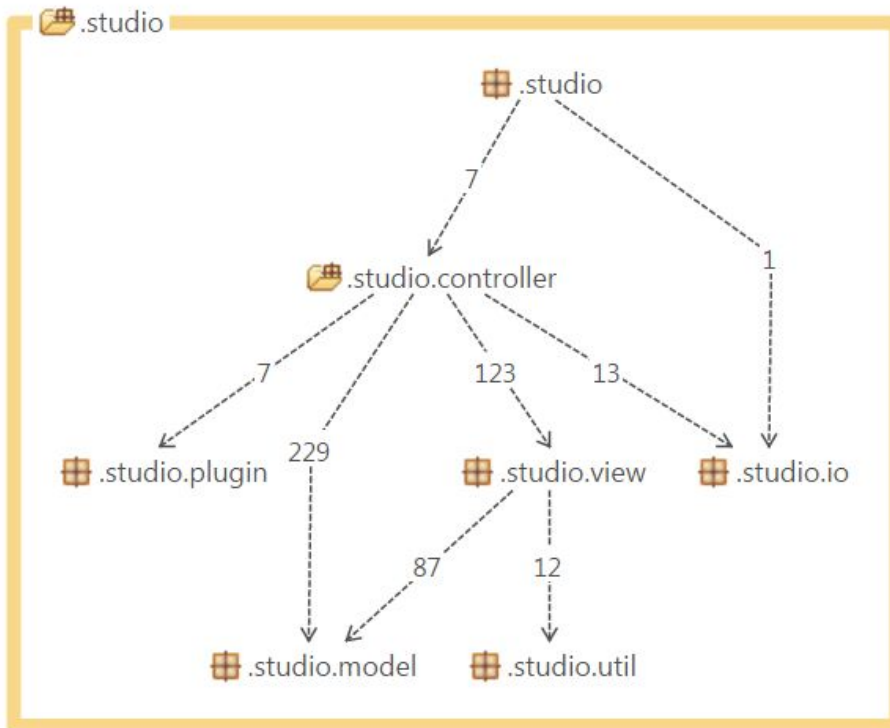 .studio
.studio
7
1
.studio.controller
7
123
13
229
.studio.plugin
.studio.view
.studio.io
87
12
.studio.model
.studio.util